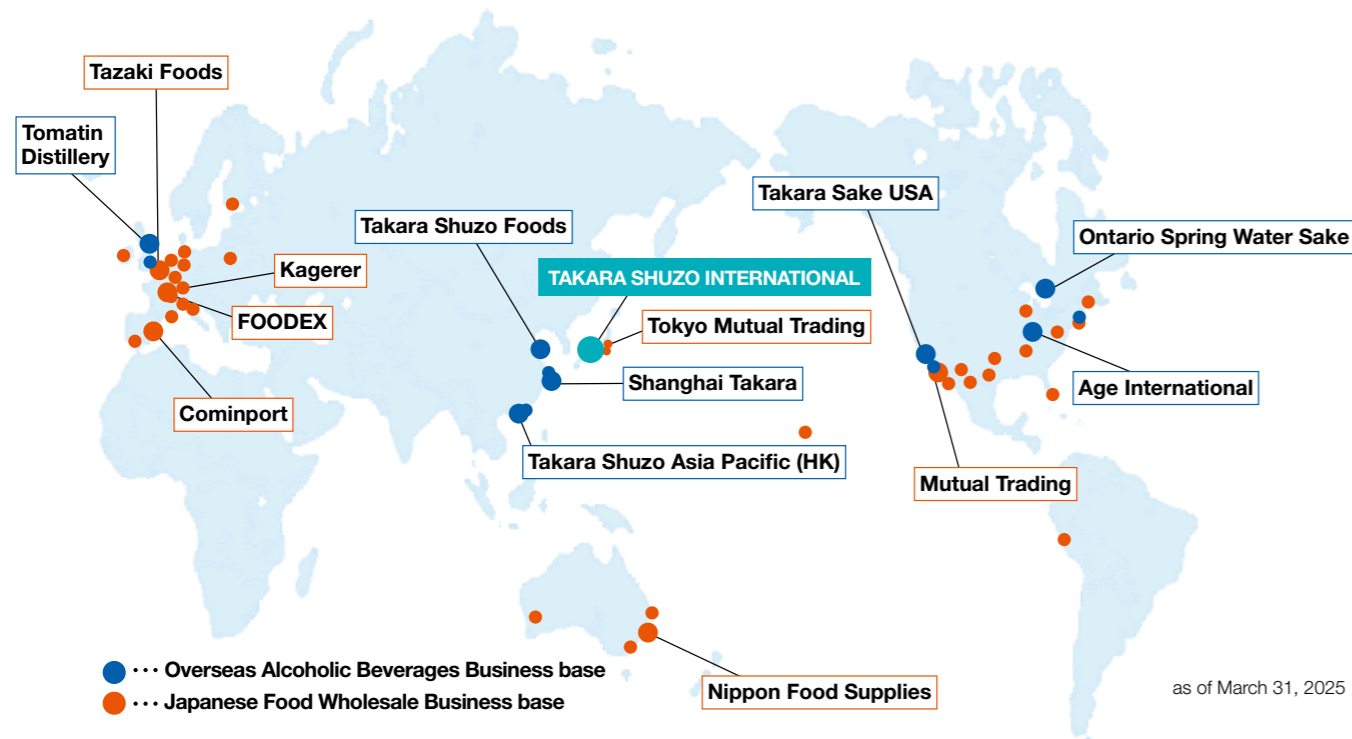 Tazaki Foods
Tomatin
Distillery
Takara Shuzo Foods
Takara Sake USA
Ontario Spring Water Sake
Kagerer
TAKARA SHUZO INTERNATIONAL
FOODEX
Tokyo Mutual Trading
Shanghai Takara
Age International
Cominport
Takara Shuzo Asia Pacific (HK)
Mutual Trading
••• Overseas Alcoholic Beverages Business base
••• Japanese Food Wholesale Business base
Nippon Food Supplies
as of March 31, 2025